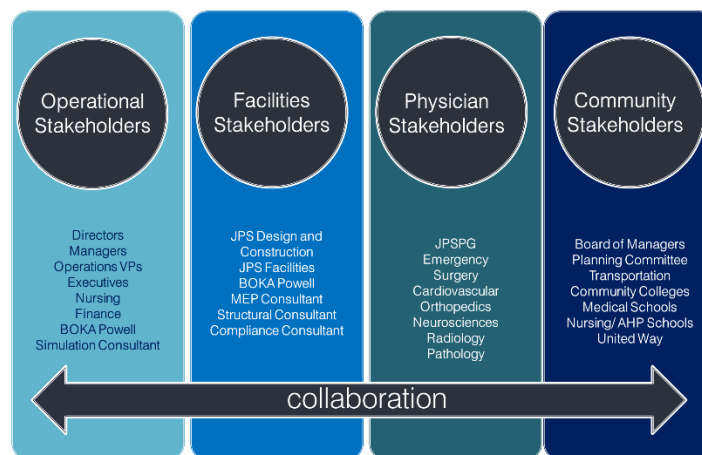 Operational
Stakeholders
Directors
Managers
Operations VPs
Executives
Nursing
Finance
BOKA Powell
Simulation Consultant
Facilities
Stakeholders
JPS Design and
Construction
JPS Facilities
BOKA Powell
MEP Consultant
Structural Consultant
Compliance Consultant
Physician
Stakeholders
JPSPG
Emergency
Surgery
Cardiovascular
Orthopedics
Neurosciences
Radiology
Pathology
Community
Stakeholders
Board of Managers
Planning Committee
Transportation
Community Colleges
Medical Schools
Nursing/ AHP Schools
United Way
collaboration